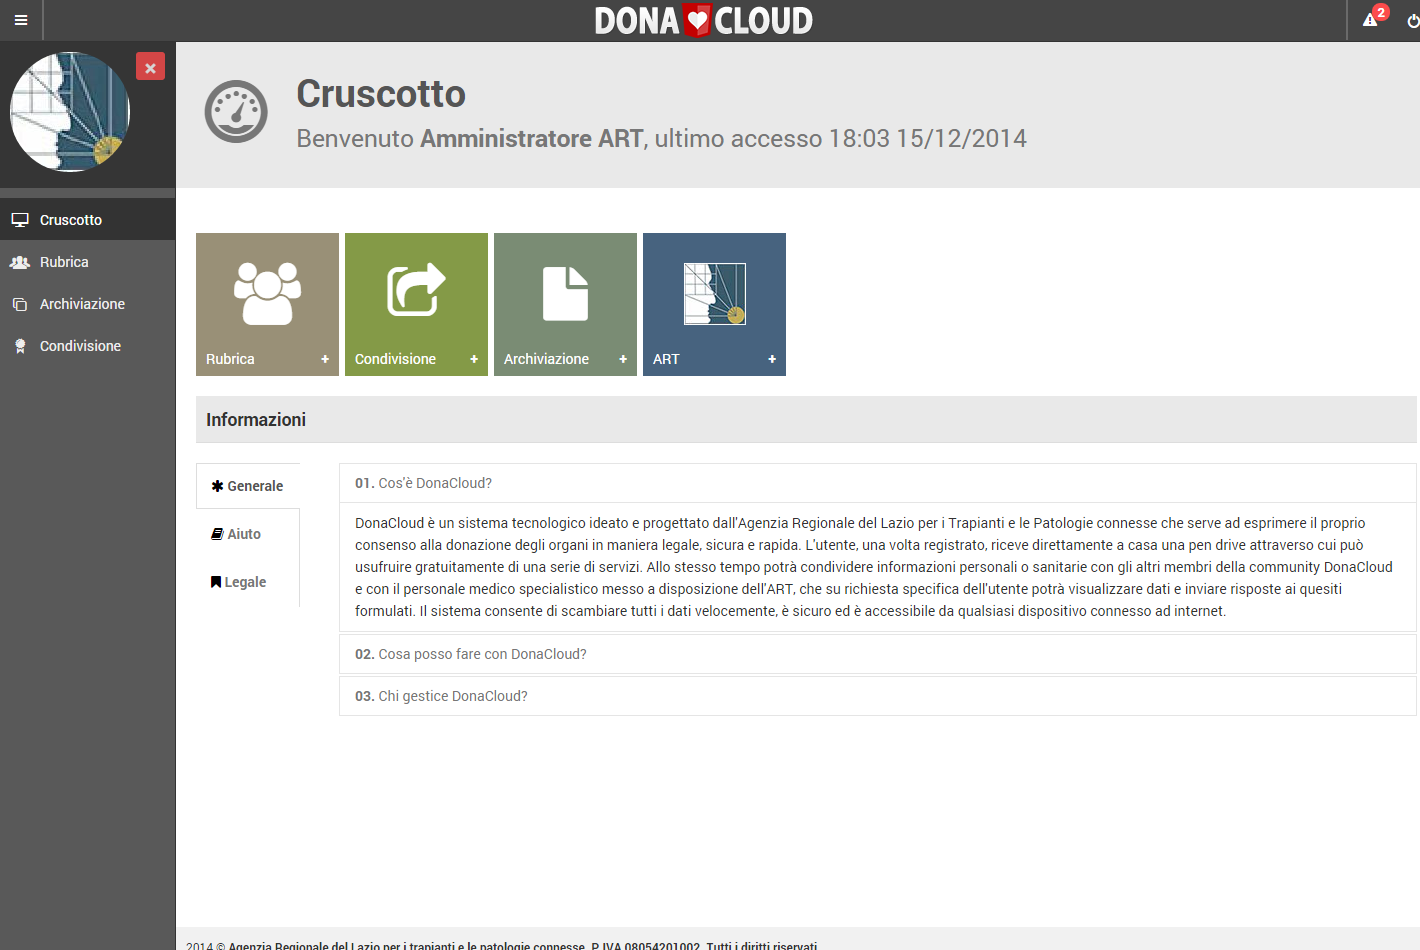 DONA CLOUD
2
Cruscotto
Benvenuto Amministratore ART, ultimo accesso 18:03 15/12/2014
Cruscotto
Rubrica
Archiviazione
Condivisione
Rubrica +
Condivisione +
Archiviazione +
ART +
Informazioni
Generale
Aiuto
Legale
01. Cos'è DonaCloud?
DonaCloud è un sistema tecnologico ideato e progettato dall'Agenzia Regionale del Lazio per i Trapianti e le Patologie connesse che serve ad esprimere il proprio
consenso alla donazione degli organi in maniera legale, sicura e rapida. L'utente, una volta registrato, riceve direttamente a casa una pen drive attraverso cui può
usufruire gratuitamente di una serie di servizi. Allo stesso tempo potrà condividere informazioni personali o sanitarie con gli altri membri della community DonaCloud
e con il personale medico specialistico messo a disposizione dell'ART, che su richiesta specifica dell'utente potrà visualizzare dati e inviare risposte ai quesiti
formulati. Il sistema consente di scambiare tutti i dati velocemente, è sicuro ed è accessibile da qualsiasi dispositivo connesso ad internet.
02. Cosa posso fare con DonaCloud?
03. Chi gestice DonaCloud?
2014 © Agenzia Regionale del Lazio per i trapianti e le patologie connesse. P. IVA 08054201002. Tutti i diritti riservati